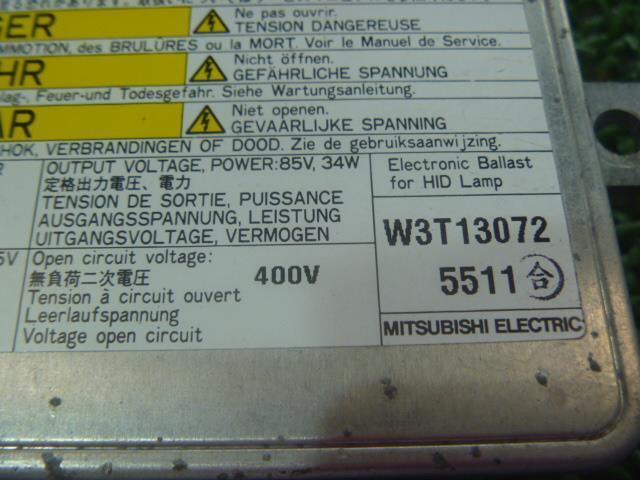 GER
Ne pas ouvrir.
TENSION DANGEREUSE
COMMOTION, des BRULÛRES ou la MORT. Voir le Manuel de Service.
HR
Nicht öffnen.
GEFÄHRLICHE SPANNUNG
lag-, Feuer-und Todesgefahr. Siehe Wartungsanleitung.
AR
Niet openen.
GEVAARLIJKE SPANNING
HOK, VERBRANDINGEN OF DOOD. Zie de gebruiksaanwijzing.
OUTPUT VOLTAGE, POWER:85V, 34W
定格出力電圧、電力
TENSION DE SORTIE, PUISSANCE
AUSGANGSSPANNUNG, LEISTUNG
UITGANGSVOLTAGE, VERMOGEN
Electronic Ballast
for HID Lamp
W3T13072
5511 合
MITSUBISHI ELECTRIC
5V
Open circuit voltage:
無負荷二次電圧 400V
Tension à circuit ouvert
Leerlaufspannung
Voltage open circuit